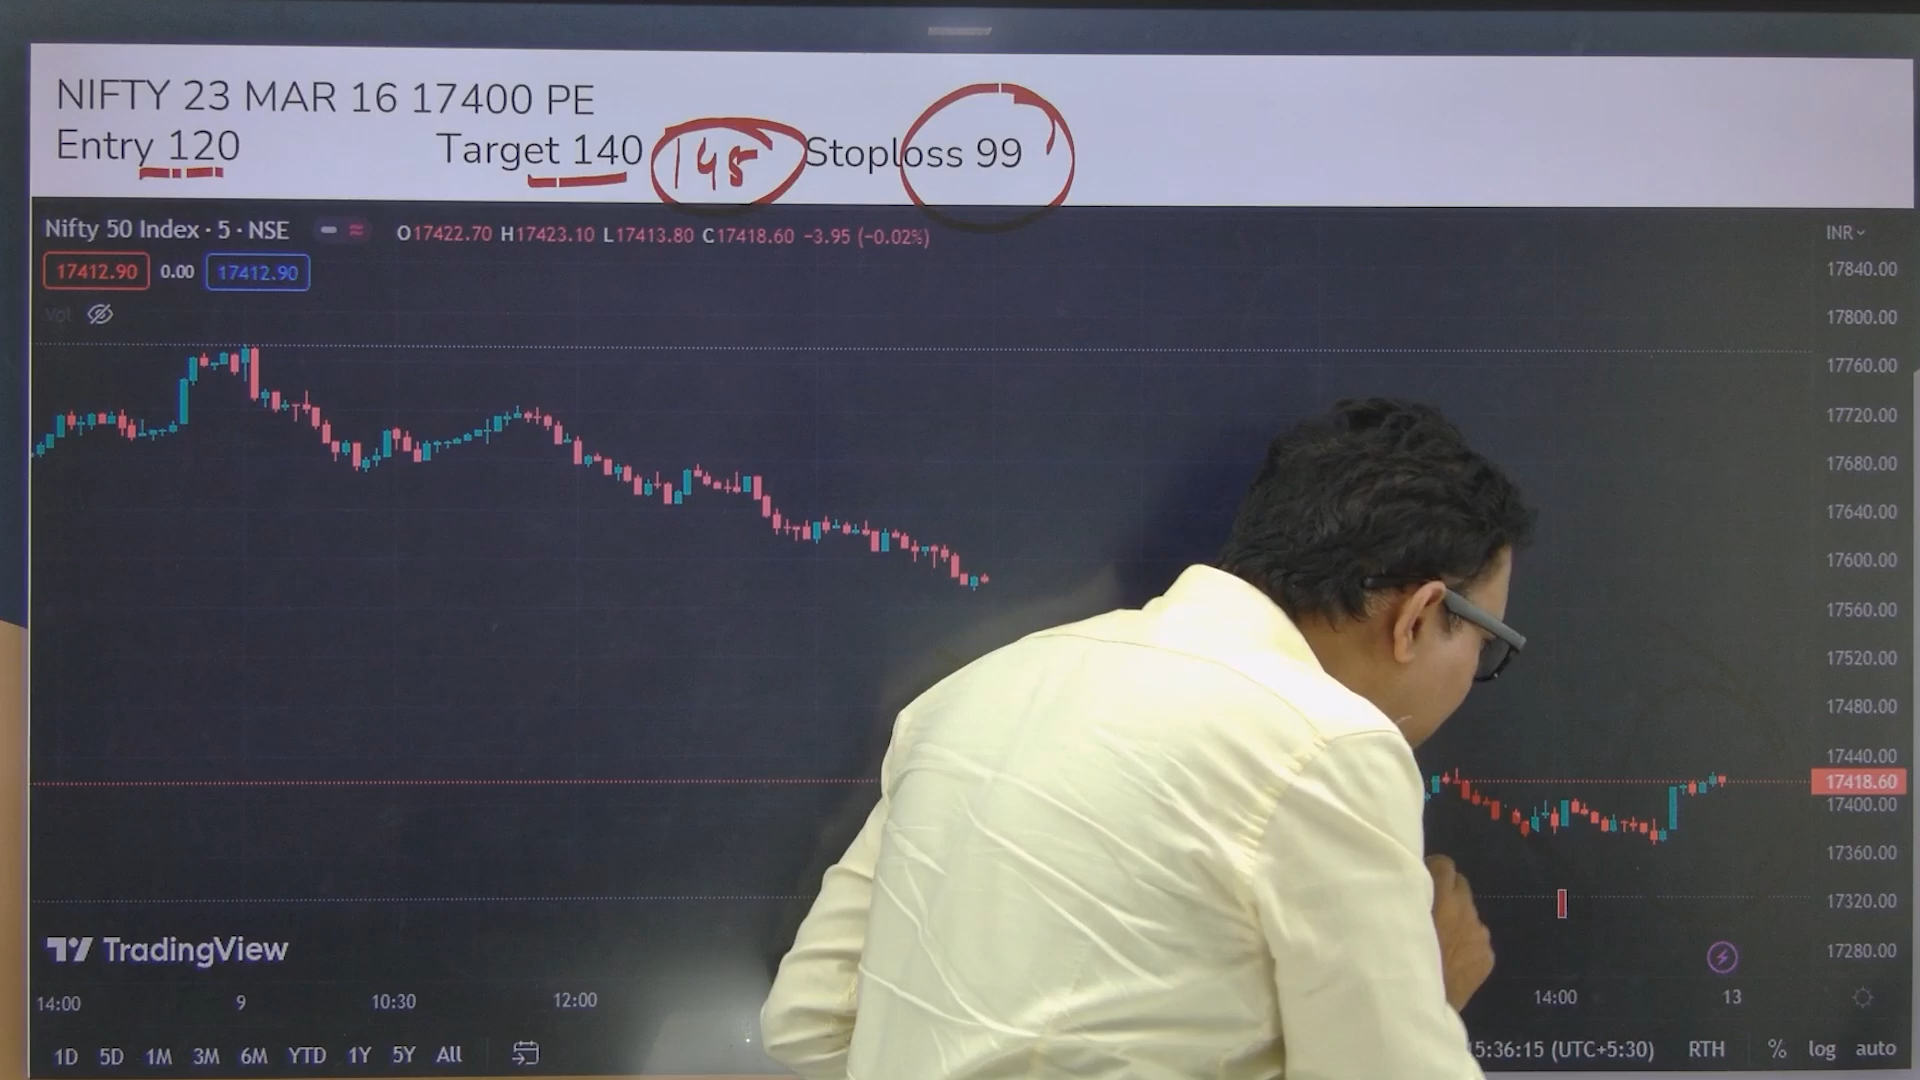 NIFTY 23 MAR 16 17400 PE
Entry 120 Target 140 145 Stoploss 99
Nifty 50 Index · 5 · NSE O17422.70 H17423.10 L17413.80 C17418.60 −3.95 (−0.02%) INR
17412.90 0.00 17412.90
Vol
17840.00
17800.00
17760.00
17720.00
17680.00
17640.00
17600.00
17560.00
17520.00
17480.00
17440.00
17418.60
17400.00
17360.00
17320.00
17280.00
TradingView
14:00 9 10:30 12:00 14:00 13
1D 5D 1M 3M 6M YTD 1Y 5Y All 5:36:15 (UTC+5:30) RTH % log auto